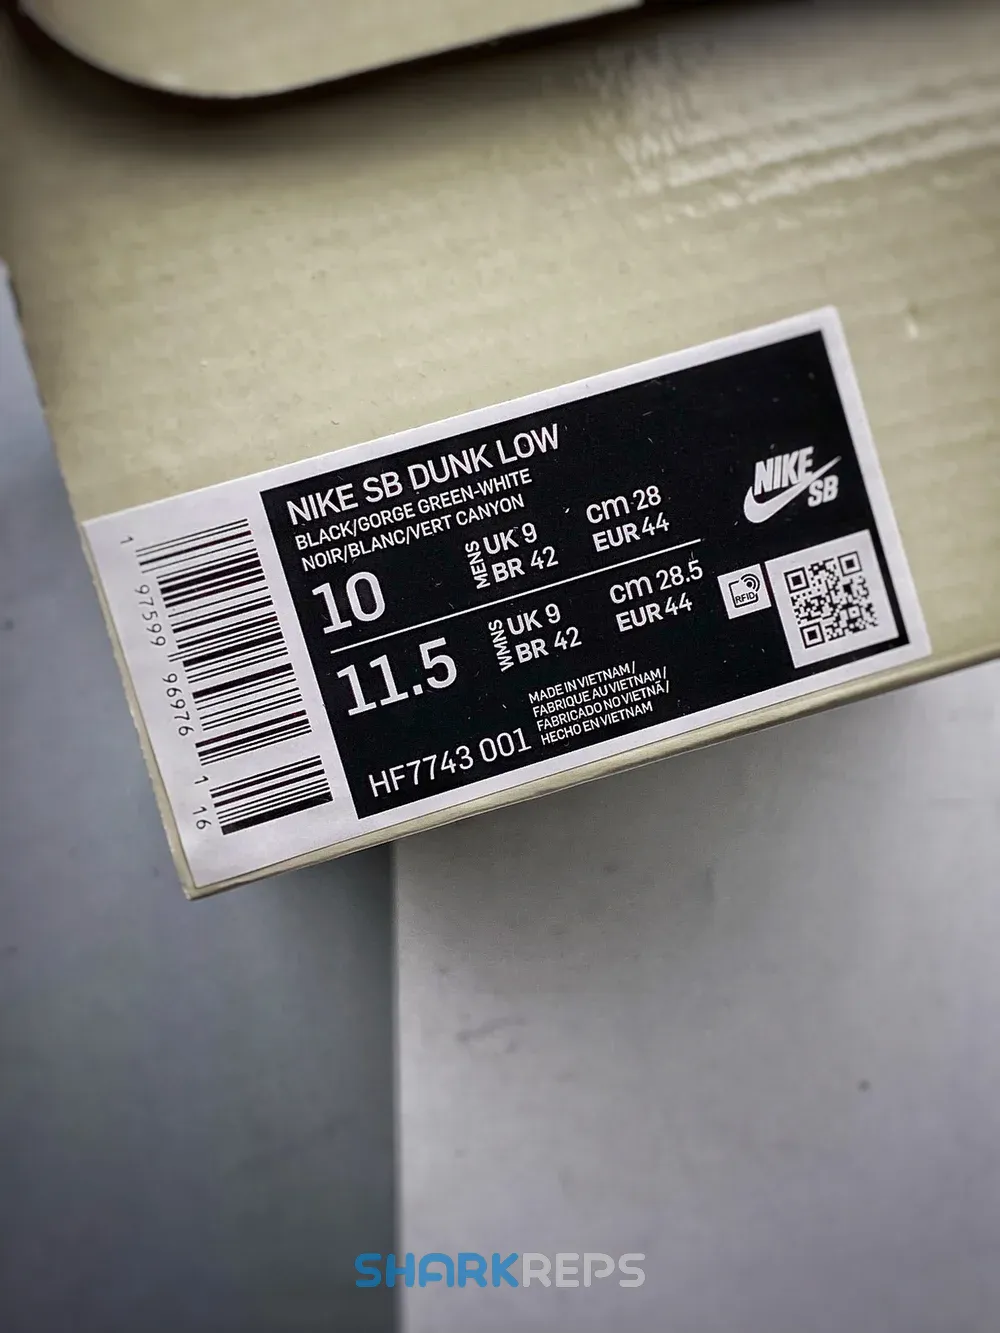 NIKE SB DUNK LOW
BLACK/GORGE GREEN-WHITE
NOIR/BLANC/VERT CANYON
10
MENS
UK 9
BR 42
cm 28
EUR 44
11.5
WMNS
UK 9
BR 42
cm 28.5
EUR 44
HF7743 001
MADE IN VIETNAM/
FABRIQUE AU VIETNAM/
FABRICADO NO VIETNÃ/
HECHO EN VIETNAM
NIKE
SB
RFID
1 97599 96976 1 16
SHARKREPS